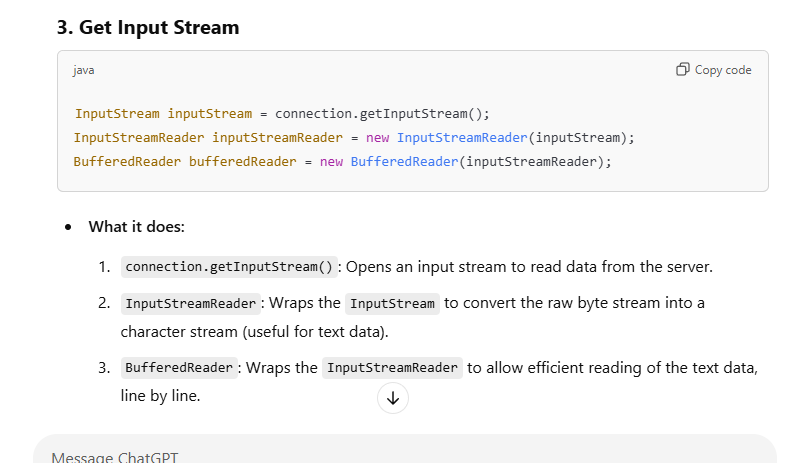 3. Get Input Stream
java
Copy code
InputStream inputStream = connection.getInputStream();
InputStreamReader inputStreamReader = new InputStreamReader(inputStream);
BufferedReader bufferedReader = new BufferedReader(inputStreamReader);
• What it does:
1. connection.getInputStream(): Opens an input stream to read data from the server.
2. InputStreamReader: Wraps the InputStream to convert the raw byte stream into a
character stream (useful for text data).
3. BufferedReader: Wraps the InputStreamReader to allow efficient reading of the text data,
line by line.
Message ChatGPT